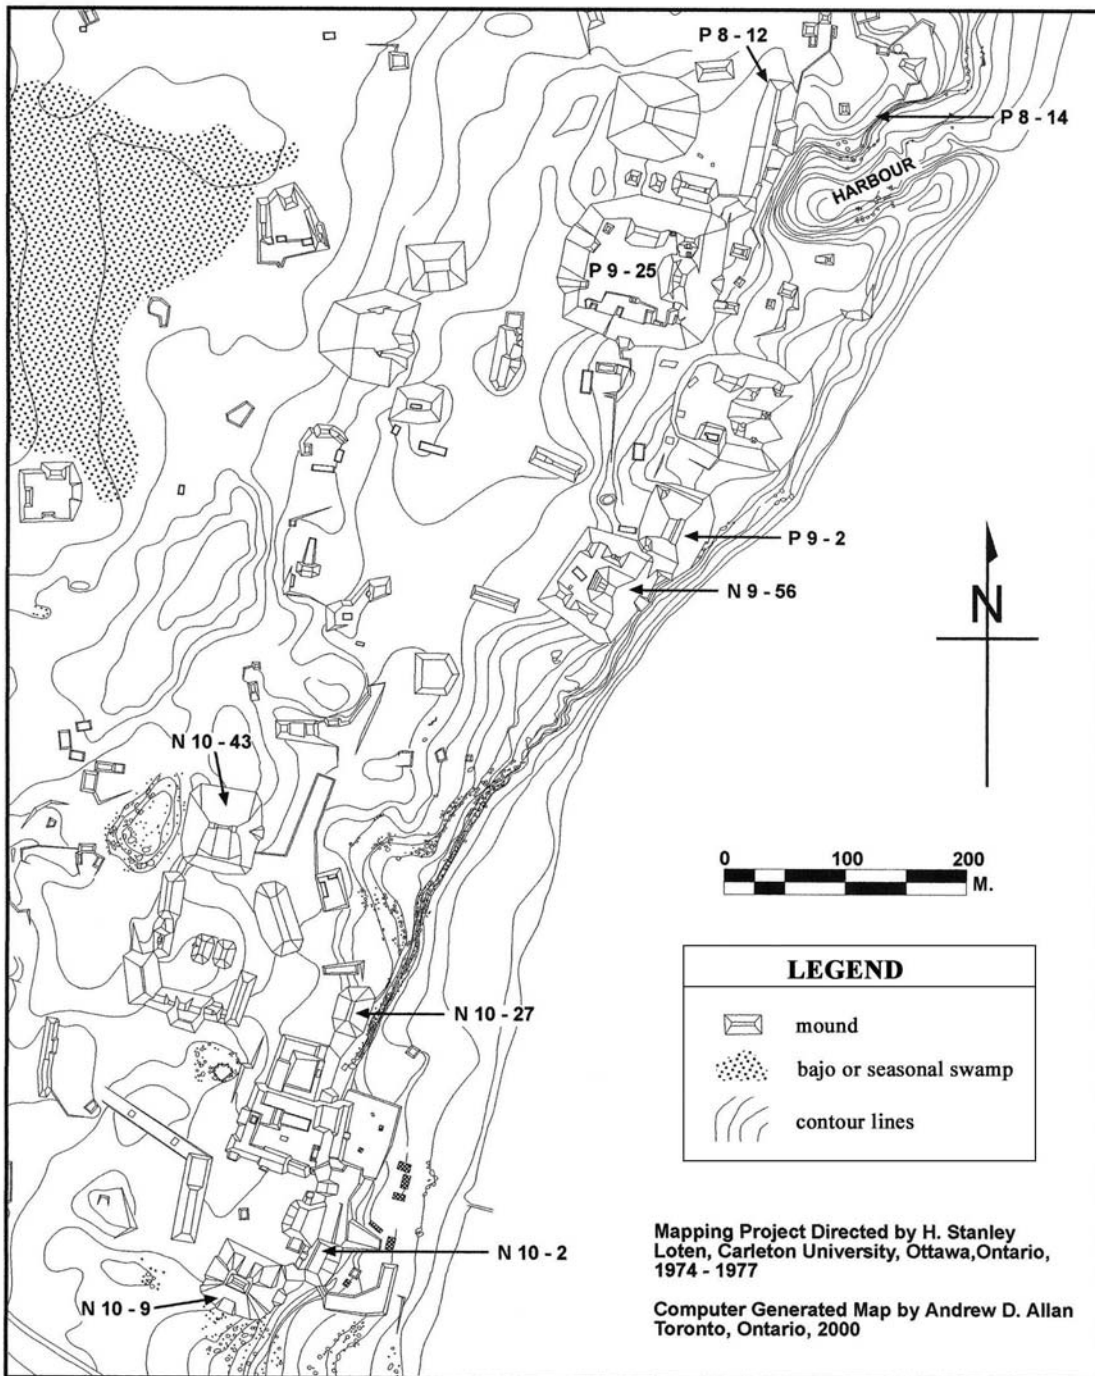 P 8 - 12
P 8 - 14
HARBOUR
P 9 - 25
P 9 - 2
N 9 - 56
N
N 10 - 43
0 100 200
M.
LEGEND
mound
N 10 - 27
bajo or seasonal swamp
contour lines
Mapping Project Directed by H. Stanley
Loten, Carleton University, Ottawa,Ontario,
1974 - 1977
N 10 - 2
N 10 - 9
Computer Generated Map by Andrew D. Allan
Toronto, Ontario, 2000